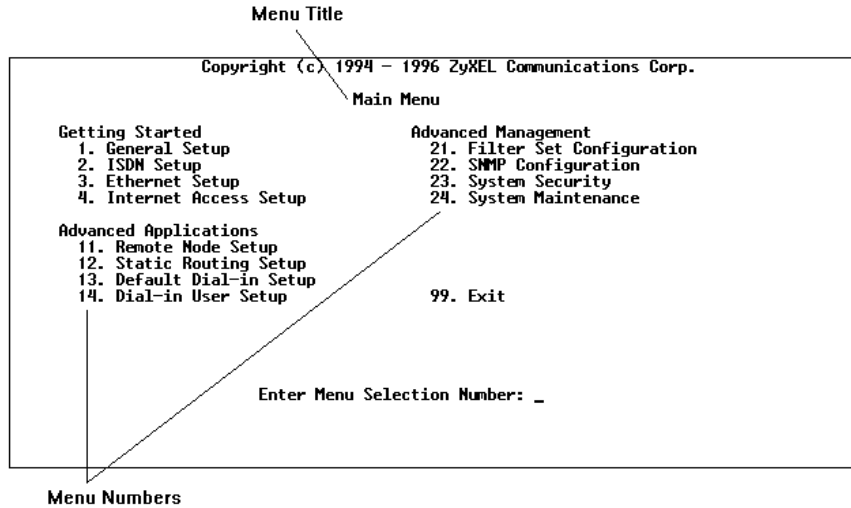 Menu Title
Copyright (c) 1994 - 1996 ZyXEL Communications Corp.
Main Menu
Getting Started
1. General Setup
2. ISDN Setup
3. Ethernet Setup
4. Internet Access Setup
Advanced Applications
11. Remote Node Setup
12. Static Routing Setup
13. Default Dial-in Setup
14. Dial-in User Setup
Advanced Management
21. Filter Set Configuration
22. SNMP Configuration
23. System Security
24. System Maintenance
99. Exit
Enter Menu Selection Number: _
Menu Numbers